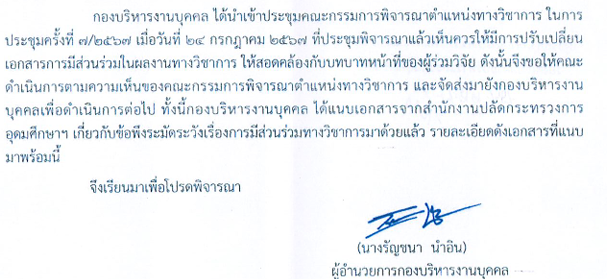 กองบริหารงานบุคคล ได้นำเข้าประชุมคณะกรรมการพิจารณาตำแหน่งทางวิชาการ ในการ
ประชุมครั้งที่ ๗/๒๕๖๗ เมื่อวันที่ ๒๔ กรกฎาคม ๒๕๖๗ ที่ประชุมพิจารณาแล้วเห็นควรให้มีการปรับเปลี่ยน
เอกสารการมีส่วนร่วมในผลงานทางวิชาการ ให้สอดคล้องกับบทบาทหน้าที่ของผู้ร่วมวิจัย ดังนั้นจึงขอให้คณะ
ดำเนินการตามความเห็นของคณะกรรมการพิจารณาตำแหน่งทางวิชาการ และจัดส่งมายังกองบริหารงาน
บุคคลเพื่อดำเนินการต่อไป ทั้งนี้กองบริหารงานบุคคล ได้แนบเอกสารจากสำนักงานปลัดกระทรวงการ
อุดมศึกษาฯ เกี่ยวกับข้อพึงระมัดระวังเรื่องการมีส่วนร่วมทางวิชาการมาด้วยแล้ว รายละเอียดดังเอกสารที่แนบ
มาพร้อมนี้
จึงเรียนมาเพื่อโปรดพิจารณา
(นางรัญชนา นำอิน)
ผู้อำนวยการกองบริหารงานบุคคล